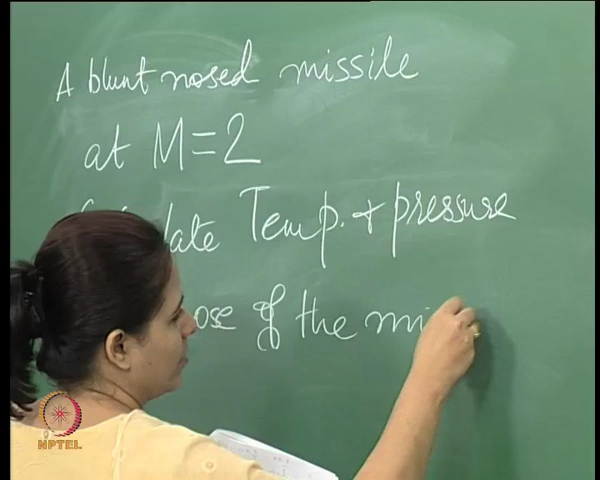 A blunt nosed missile
at M=2
late Temp. & pressure
ose of the mi
NPTEL